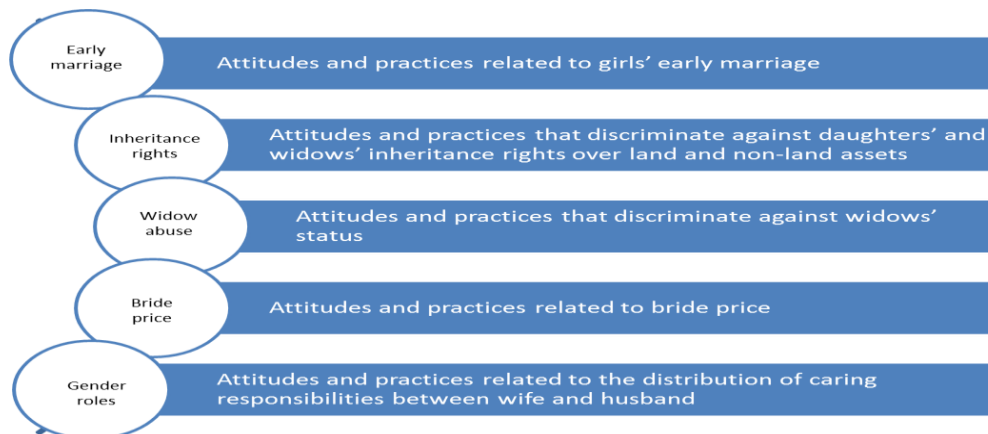 Early
marriage
Attitudes and practices related to girls’ early marriage
Inheritance
rights
Attitudes and practices that discriminate against daughters’ and
widows’ inheritance rights over land and non-land assets
Widow
abuse
Attitudes and practices that discriminate against widows’
status
Bride
price
Attitudes and practices related to bride price
Gender
roles
Attitudes and practices related to the distribution of caring
responsibilities between wife and husband